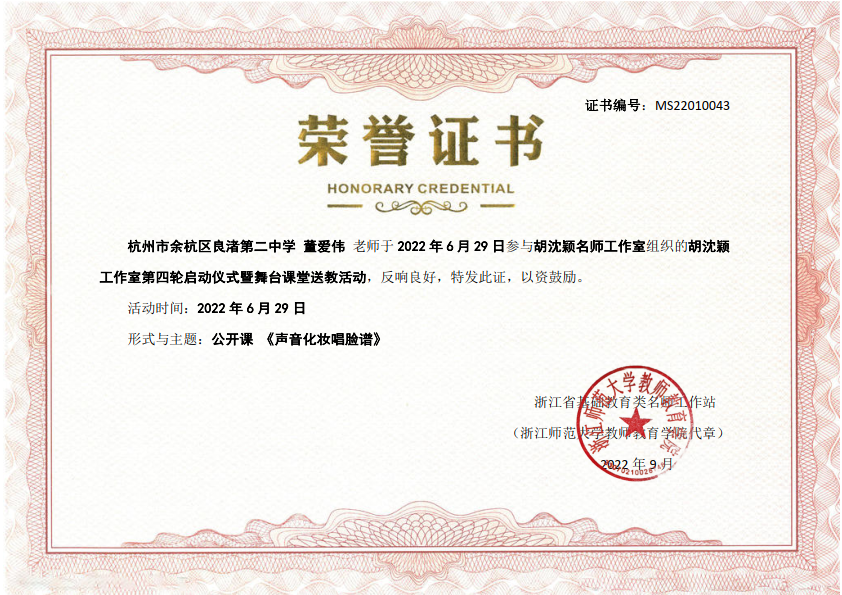 证书编号：MS22010043
荣誉证书
HONORARY CREDENTIAL
杭州市余杭区良渚第二中学 董爱伟 老师于 2022 年 6 月 29 日参与胡沈颖名师工作室组织的胡沈颖
工作室第四轮启动仪式暨舞台课堂送教活动，反响良好，特发此证，以资鼓励。
活动时间：2022 年 6 月 29 日
形式与主题：公开课 《声音化妆唱脸谱》
浙江省基础教育类名师工作站
（浙江师范大学教师教育学院代章）
2022 年 9 月
浙江师范大学教师教育学院